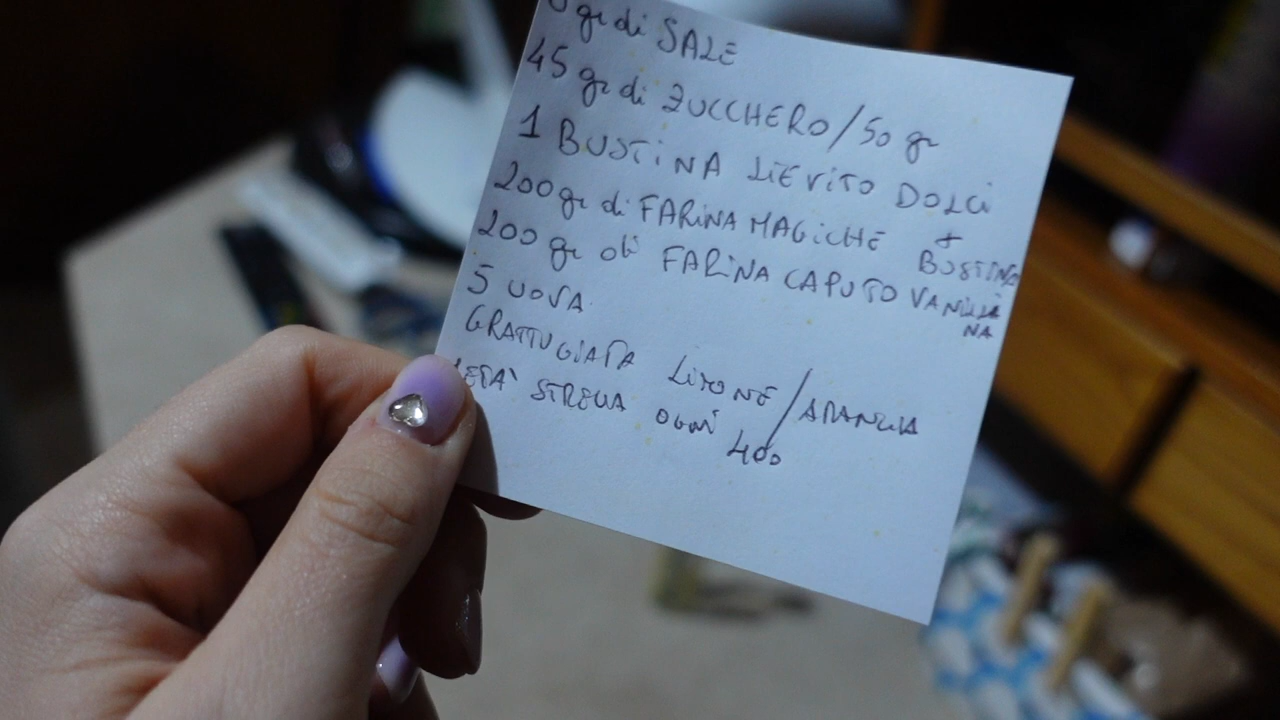 gr di SALE
45 gr di ZUCCHERO/50 gr
1 BUSTINA LIEVITO DOLCI
200 gr di FARINA MAGICHE + BUSTINA
200 gr di FARINA CAPUTO VANILLINA
5 UOVA
GRATTUGIATA LIMONE/ARANCIA
METÀ STREGA OGNI 400